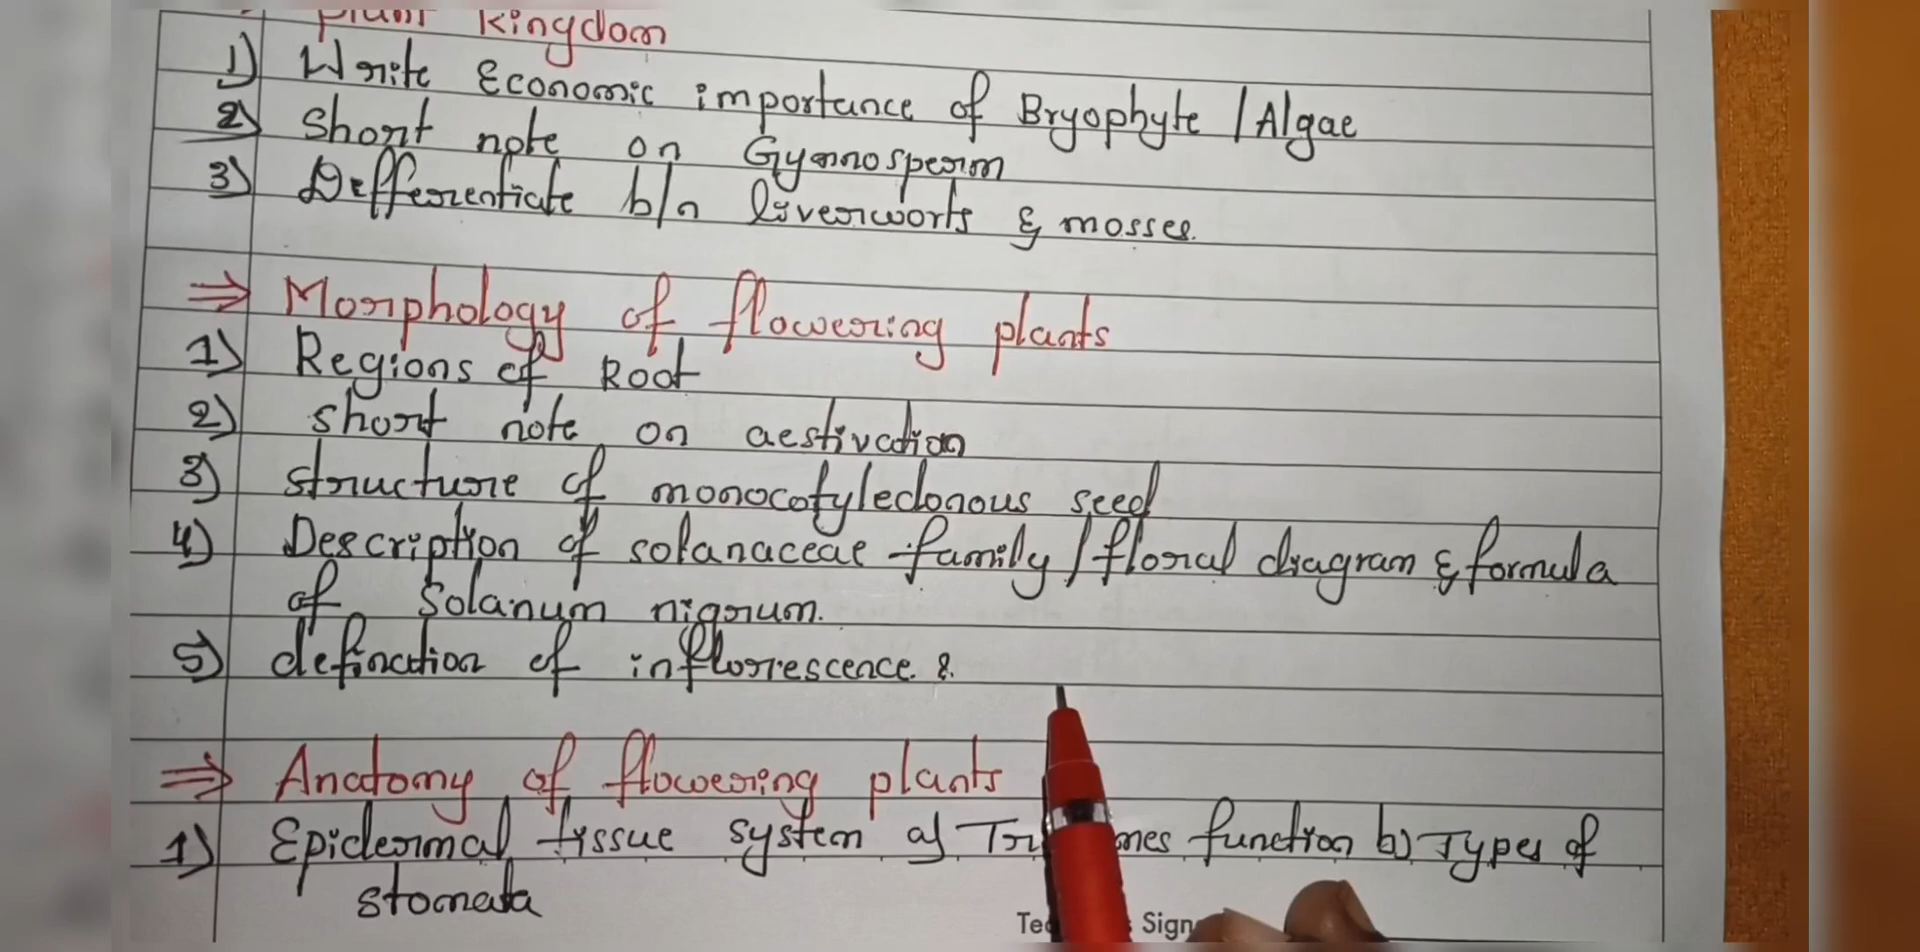 plant kingdom
1) Write Economic importance of Bryophyte / Algae
2) Short note on Gymnosperm
3) Defferentiate b/n liverworts & mosses.
⇒ Morphology of flowering plants
1) Regions of Root
2) short note on aestivation
3) structure of monocotyledonous seed
4) Description of solanaceae family / floral diagram & formula
of Solanum nigrum.
5) defination of inflorescence &.
⇒ Anatomy of flowering plants
1) Epidermal tissue system a) function b) Types of
stomata